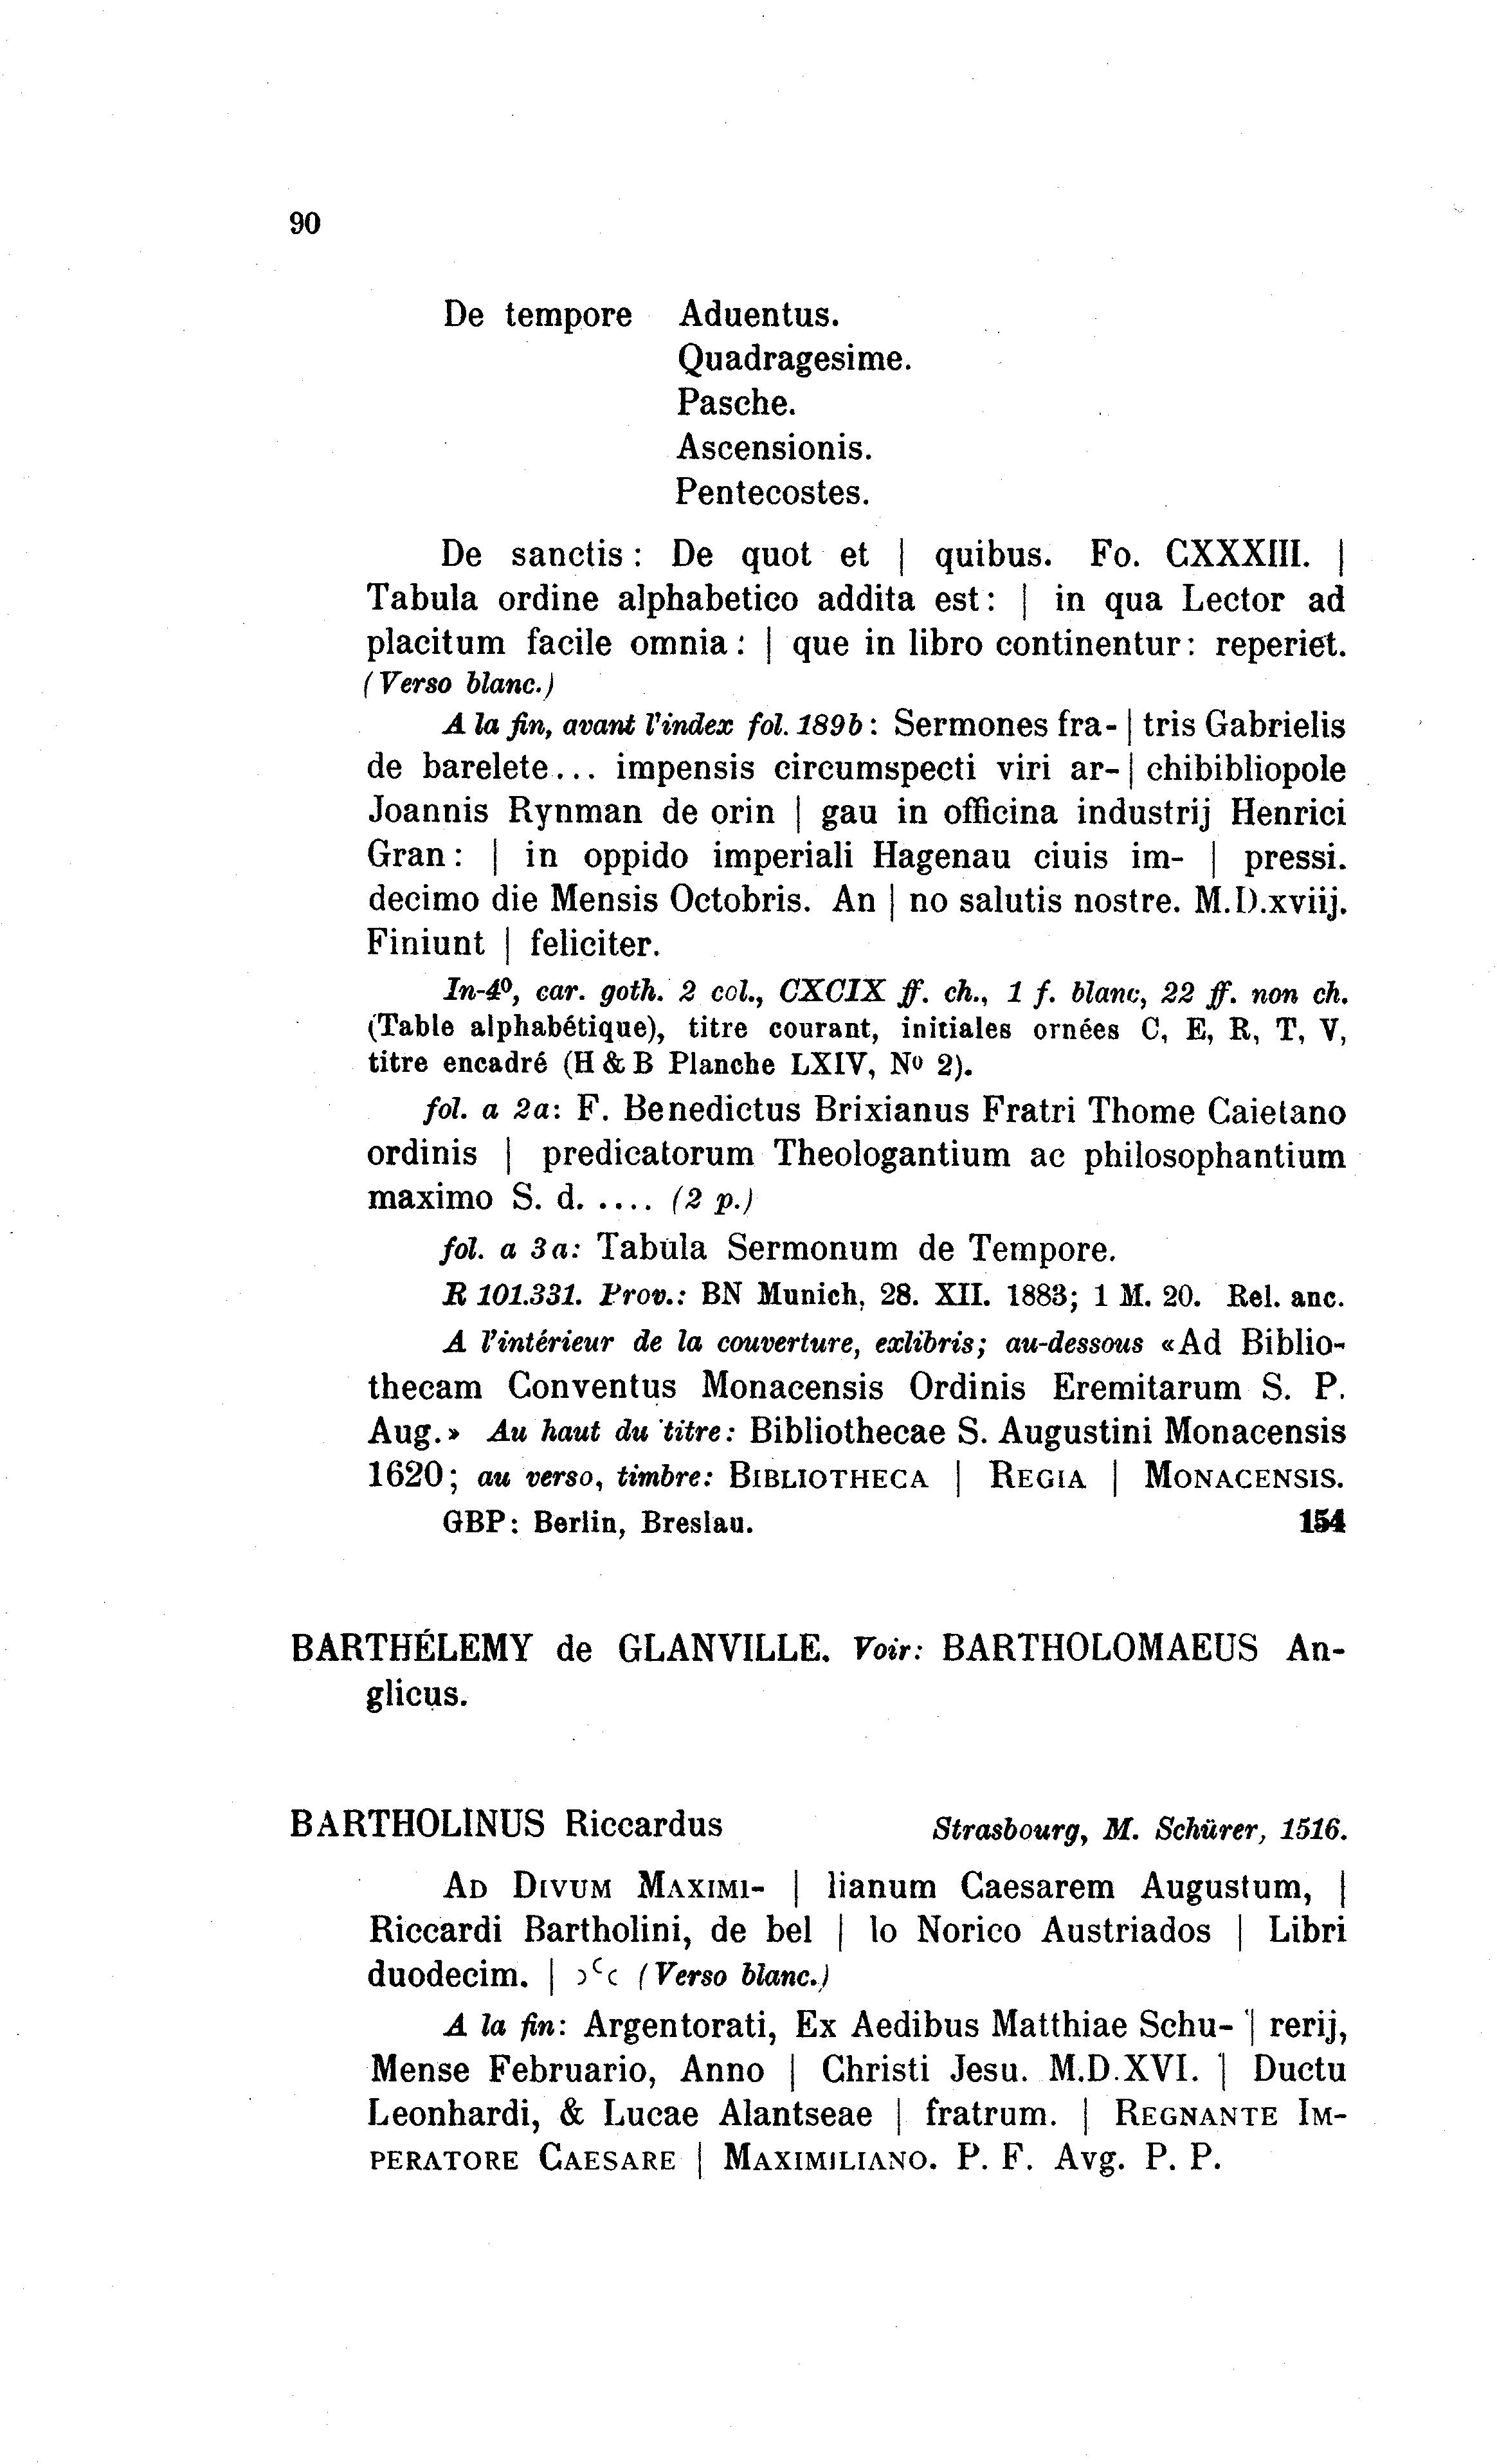 90
De tempore Aduentus.
Quadragesime.
Pasche.
Ascensionis.
Pentecostes.
De sanctis : De quot et | quibus. Fo. CXXXIII. |
Tabula ordine alphabetico addita est : | in qua Lector ad
placitum facile omnia : | que in libro continentur : reperiet.
(Verso blanc.)
A la fin, avant l'index fol. 189b : Sermones fra- | tris Gabrielis
de barelete... impensis circumspecti viri ar- | chibibliopole
Joannis Rynman de orin | gau in officina industrij Henrici
Gran : | in oppido imperiali Hagenau ciuis im- | pressi.
decimo die Mensis Octobris. An | no salutis nostre. M.D.xviij.
Finiunt | feliciter.
In-4º, car. goth. 2 col., CXCIX ff. ch., 1 f. blanc, 22 ff. non ch.
(Table alphabétique), titre courant, initiales ornées C, E, R, T, V,
titre encadré (H & B Planche LXIV, Nº 2).
fol. a 2a: F. Benedictus Brixianus Fratri Thome Caietano
ordinis | predicatorum Theologantium ac philosophantium
maximo S. d. .... (2 p.)
fol. a 3a: Tabula Sermonum de Tempore.
R 101.331. Prov.: BN Munich, 28. XII. 1883; 1 M. 20. Rel. anc.
A l'intérieur de la couverture, exlibris; au-dessous «Ad Biblio-
thecam Conventus Monacensis Ordinis Eremitarum S. P.
Aug.» Au haut du titre: Bibliothecae S. Augustini Monacensis
1620; au verso, timbre: BIBLIOTHECA | REGIA | MONACENSIS.
GBP: Berlin, Breslau. 154
BARTHÉLEMY de GLANVILLE. Voir: BARTHOLOMAEUS An-
glicus.
BARTHOLINUS Riccardus Strasbourg, M. Schürer, 1516.
AD DIVUM MAXIMI- | lianum Caesarem Augustum, |
Riccardi Bartholini, de bel | lo Norico Austriados | Libri
duodecim. | ɔᶜc (Verso blanc.)
A la fin: Argentorati, Ex Aedibus Matthiae Schu- | rerij,
Mense Februario, Anno | Christi Jesu. M.D.XVI. | Ductu
Leonhardi, & Lucae Alantseae | fratrum. | REGNANTE IM-
PERATORE CAESARE | MAXIMILIANO. P. F. AVG. P. P.